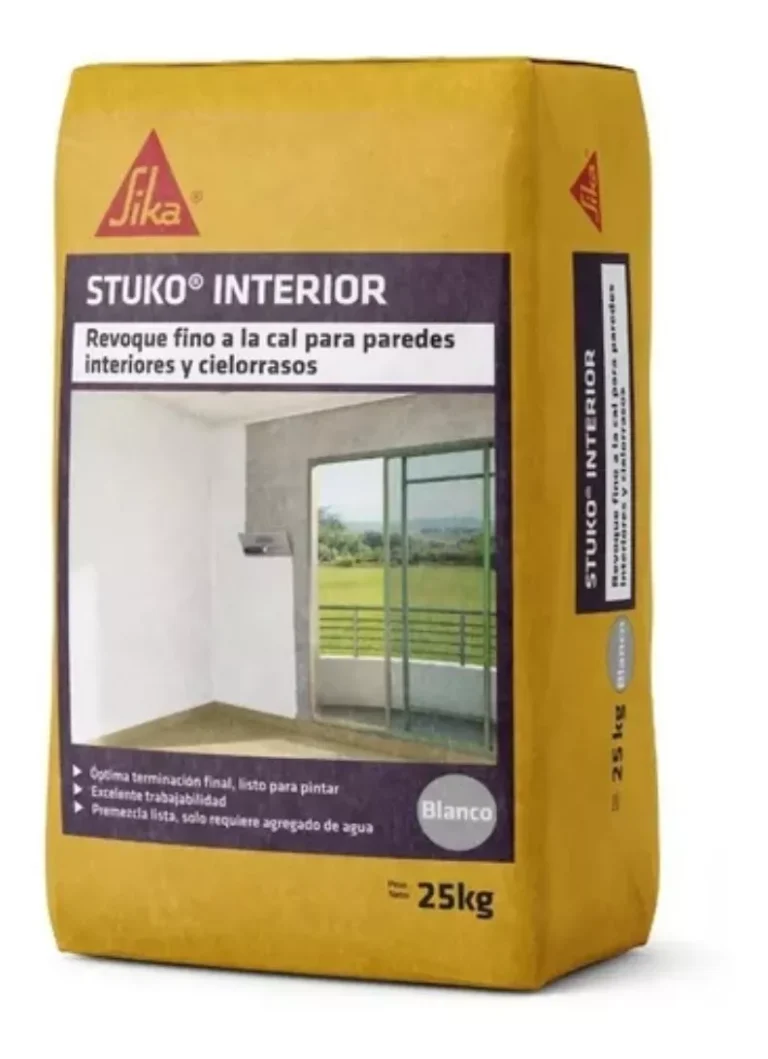 Sika®
STUKO® INTERIOR
Revoque fino a la cal para paredes
interiores y cielorrasos
Óptima terminación final, listo para pintar
Excelente trabajabilidad
Premezcla lista, solo requiere agregado de agua
Blanco
Peso
Neto
25kg
Sika
STUKO® INTERIOR
Revoque fino a la cal para paredes
interiores y cielorrasos
Blanco
25 kg